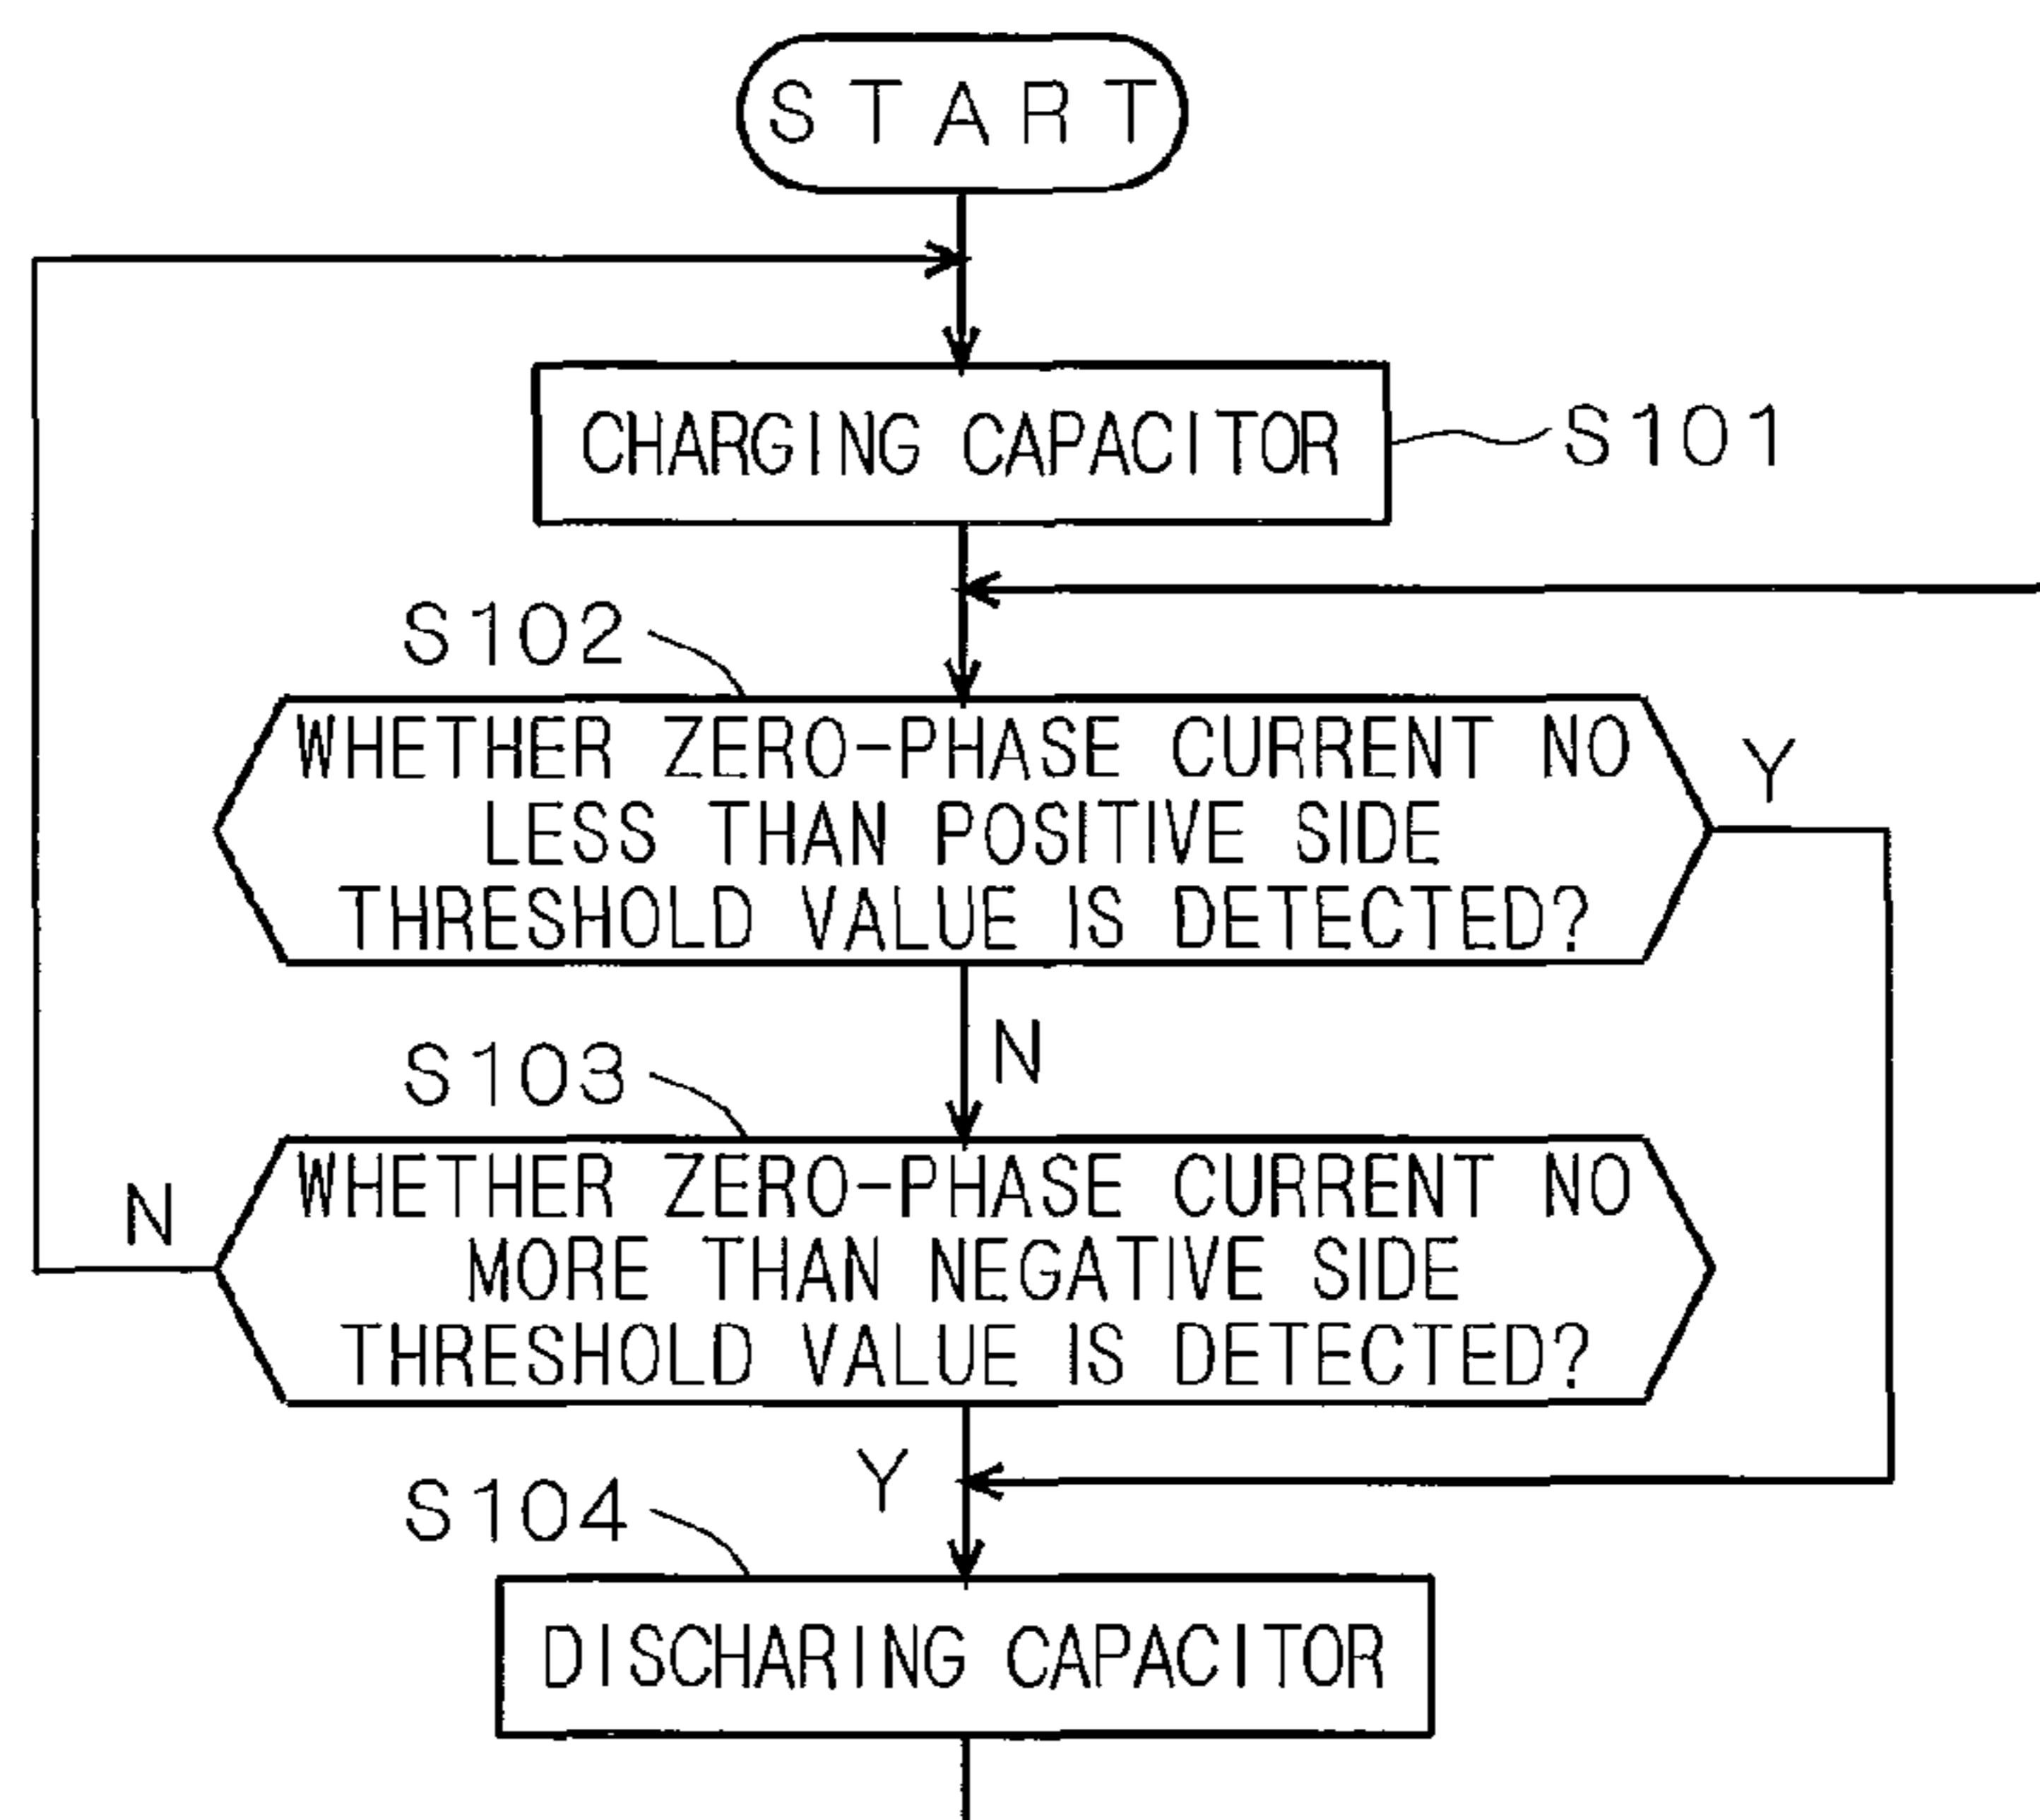 START
CHARGING CAPACITOR
S101
S102
WHETHER ZERO-PHASE CURRENT NO
LESS THAN POSITIVE SIDE
THRESHOLD VALUE IS DETECTED?
Y
N
S103
WHETHER ZERO-PHASE CURRENT NO
MORE THAN NEGATIVE SIDE
THRESHOLD VALUE IS DETECTED?
N
Y
S104
DISCHARING CAPACITOR